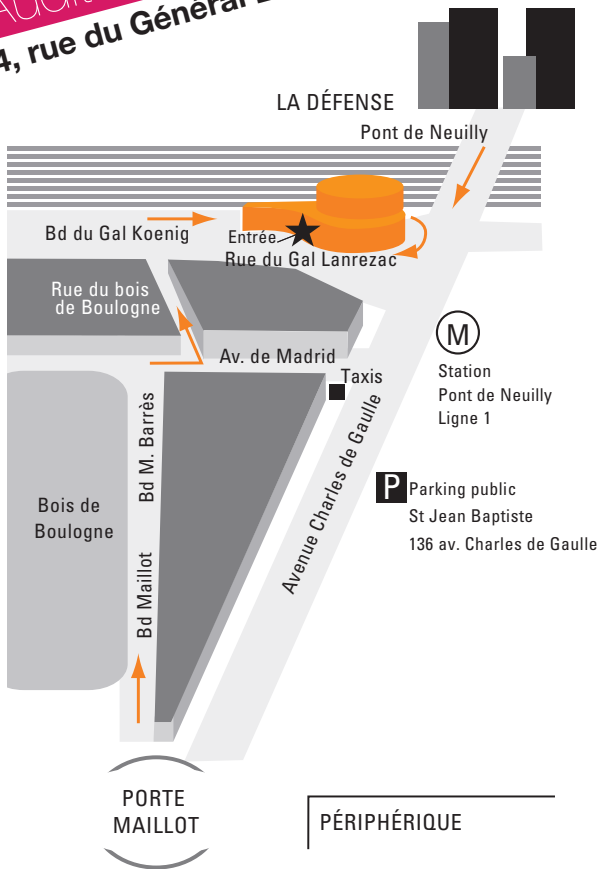 4, rue du Général
LA DÉFENSE
Pont de Neuilly
Bd du Gal Koenig
Entrée
Rue du Gal Lanrezac
Rue du bois
de Boulogne
M
Av. de Madrid
Station
Pont de Neuilly
Ligne 1
Taxis
Bd M. Barrès
Avenue Charles de Gaulle
P Parking public
St Jean Baptiste
136 av. Charles de Gaulle
Bois de
Boulogne
Bd Maillot
PORTE
MAILLOT
PÉRIPHÉRIQUE